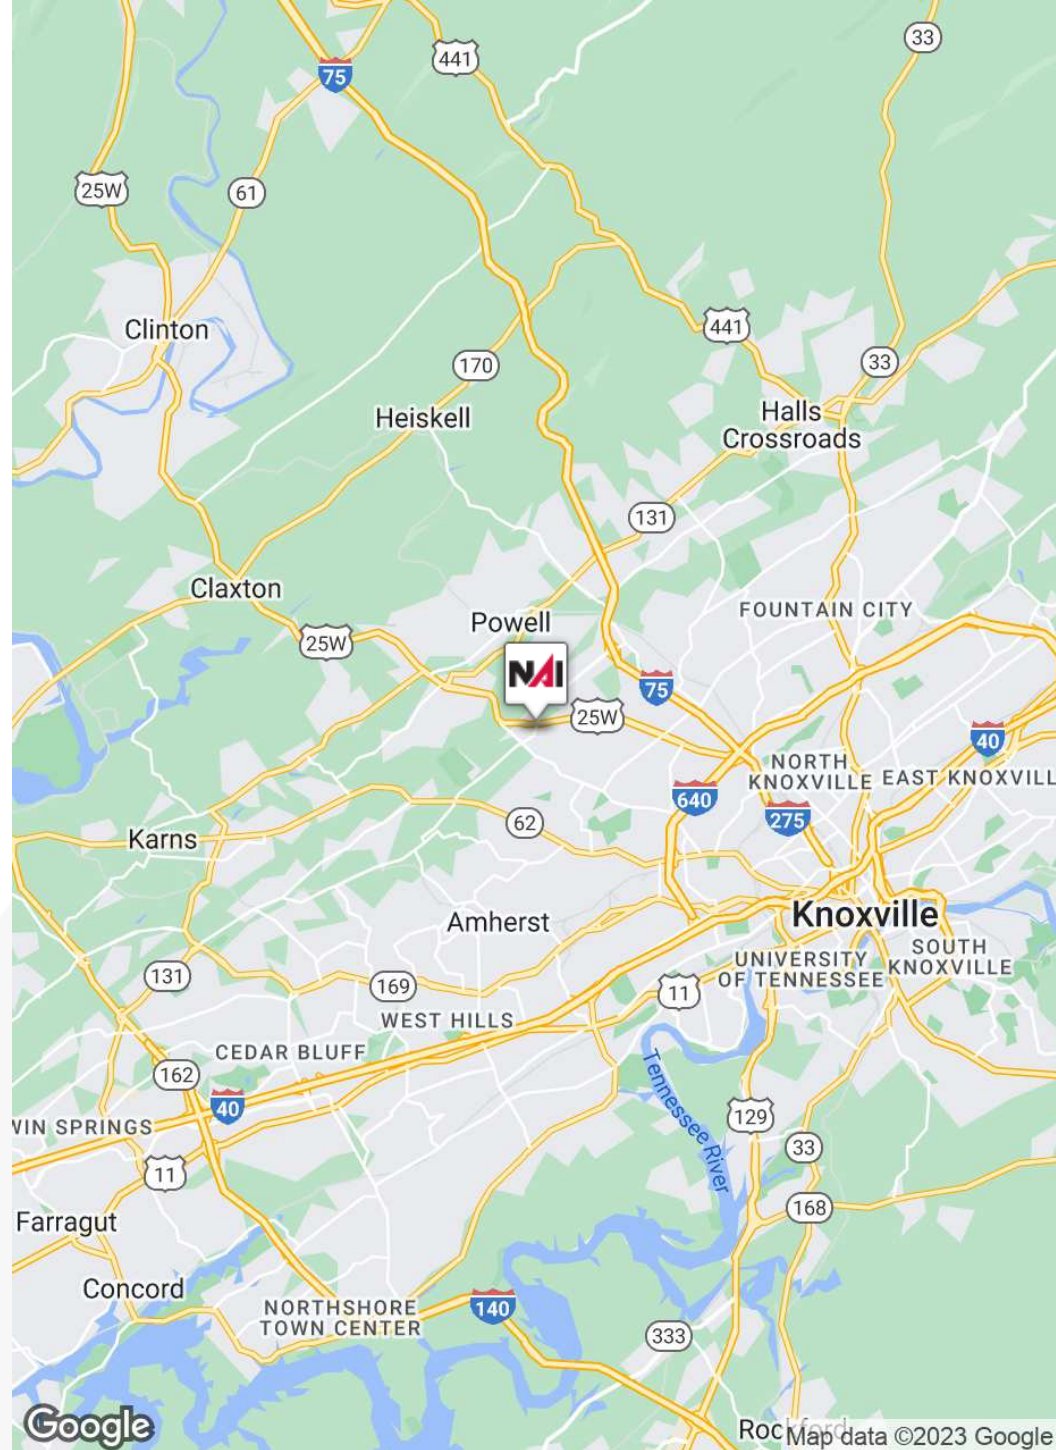 33
441
75
25W
61
Clinton
441
33
170
Heiskell
Halls
Crossroads
131
Claxton
FOUNTAIN CITY
Powell
25W
NAI
75
25W
40
NORTH
KNOXVILLE
EAST KNOXVILL
640
275
62
Karns
Knoxville
Amherst
SOUTH
KNOXVILLE
UNIVERSITY
OF TENNESSEE
131
169
11
WEST HILLS
CEDAR BLUFF
162
Tennessee River
40
129
WIN SPRINGS
33
11
168
Farragut
Concord
NORTHSHORE
TOWN CENTER
140
333
Google
Rockford
Map data ©2023 Google